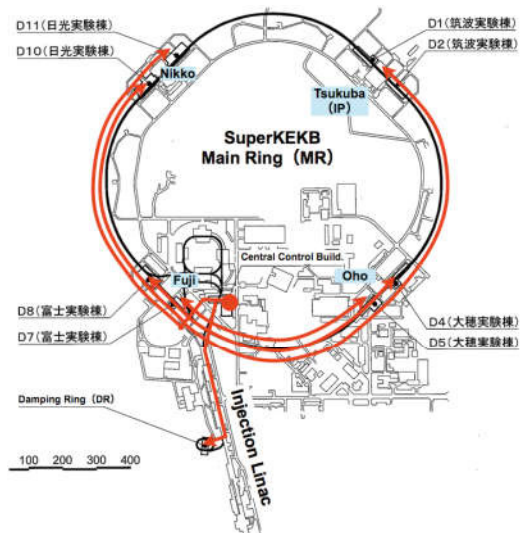 D11(日光実験棟)
D10(日光実験棟)
Nikko
D1(筑波実験棟)
D2(筑波実験棟)
Tsukuba
(IP)
SuperKEKB
Main Ring (MR)
Central Control Build.
Fuji
Oho
D8(富士実験棟)
D7(富士実験棟)
D4(大穂実験棟)
D5(大穂実験棟)
Damping Ring (DR)
Injection Linac
100 200 300 400